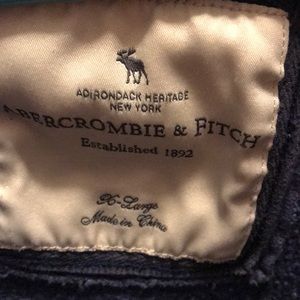 ADIRONDACK HERITAGE
NEW YORK
ABERCROMBIE & FITCH
Established 1892
X-Large
Made in China